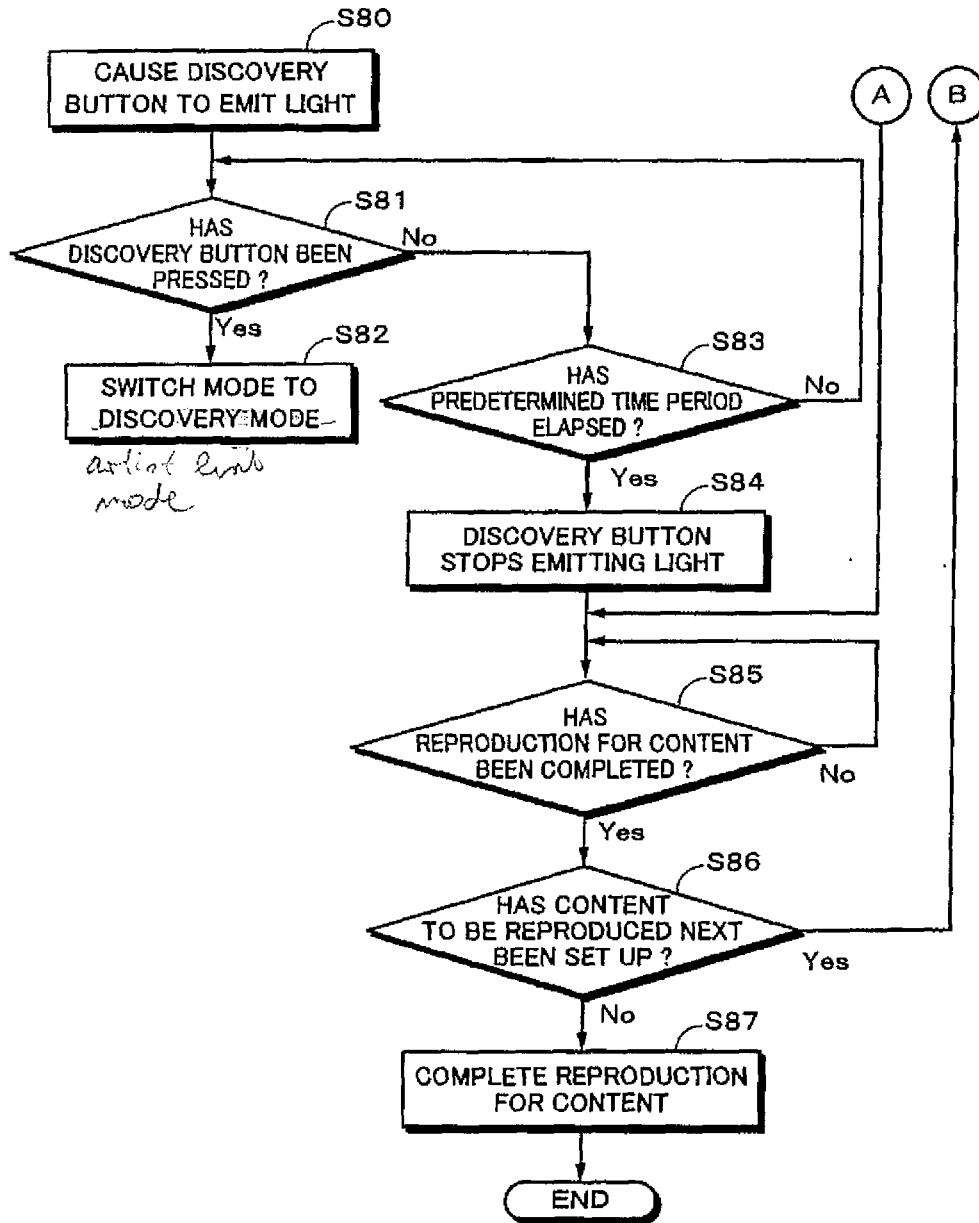 S80
CAUSE DISCOVERY
BUTTON TO EMIT LIGHT
A
B
S81
HAS
DISCOVERY BUTTON BEEN
PRESSED ?
No
Yes
S82
SWITCH MODE TO
DISCOVERY MODE
artist link
mode
S83
HAS
PREDETERMINED TIME PERIOD
ELAPSED ?
No
Yes
S84
DISCOVERY BUTTON
STOPS EMITTING LIGHT
S85
HAS
REPRODUCTION FOR CONTENT
BEEN COMPLETED ?
No
Yes
S86
HAS CONTENT
TO BE REPRODUCED NEXT
BEEN SET UP ?
Yes
No
S87
COMPLETE REPRODUCTION
FOR CONTENT
END